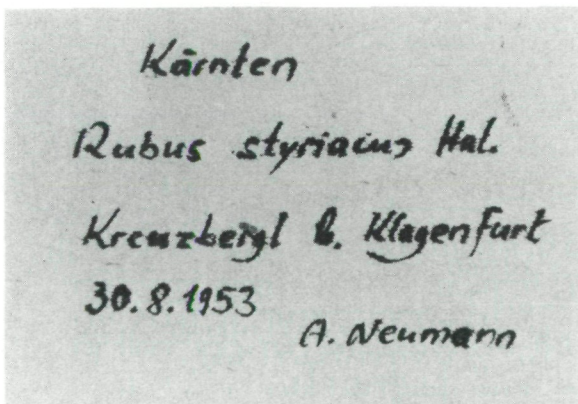 Kärnten
Rubus styriacus Hal.
Kreuzbergl b. Klagenfurt
30.8.1953
A. Neumann